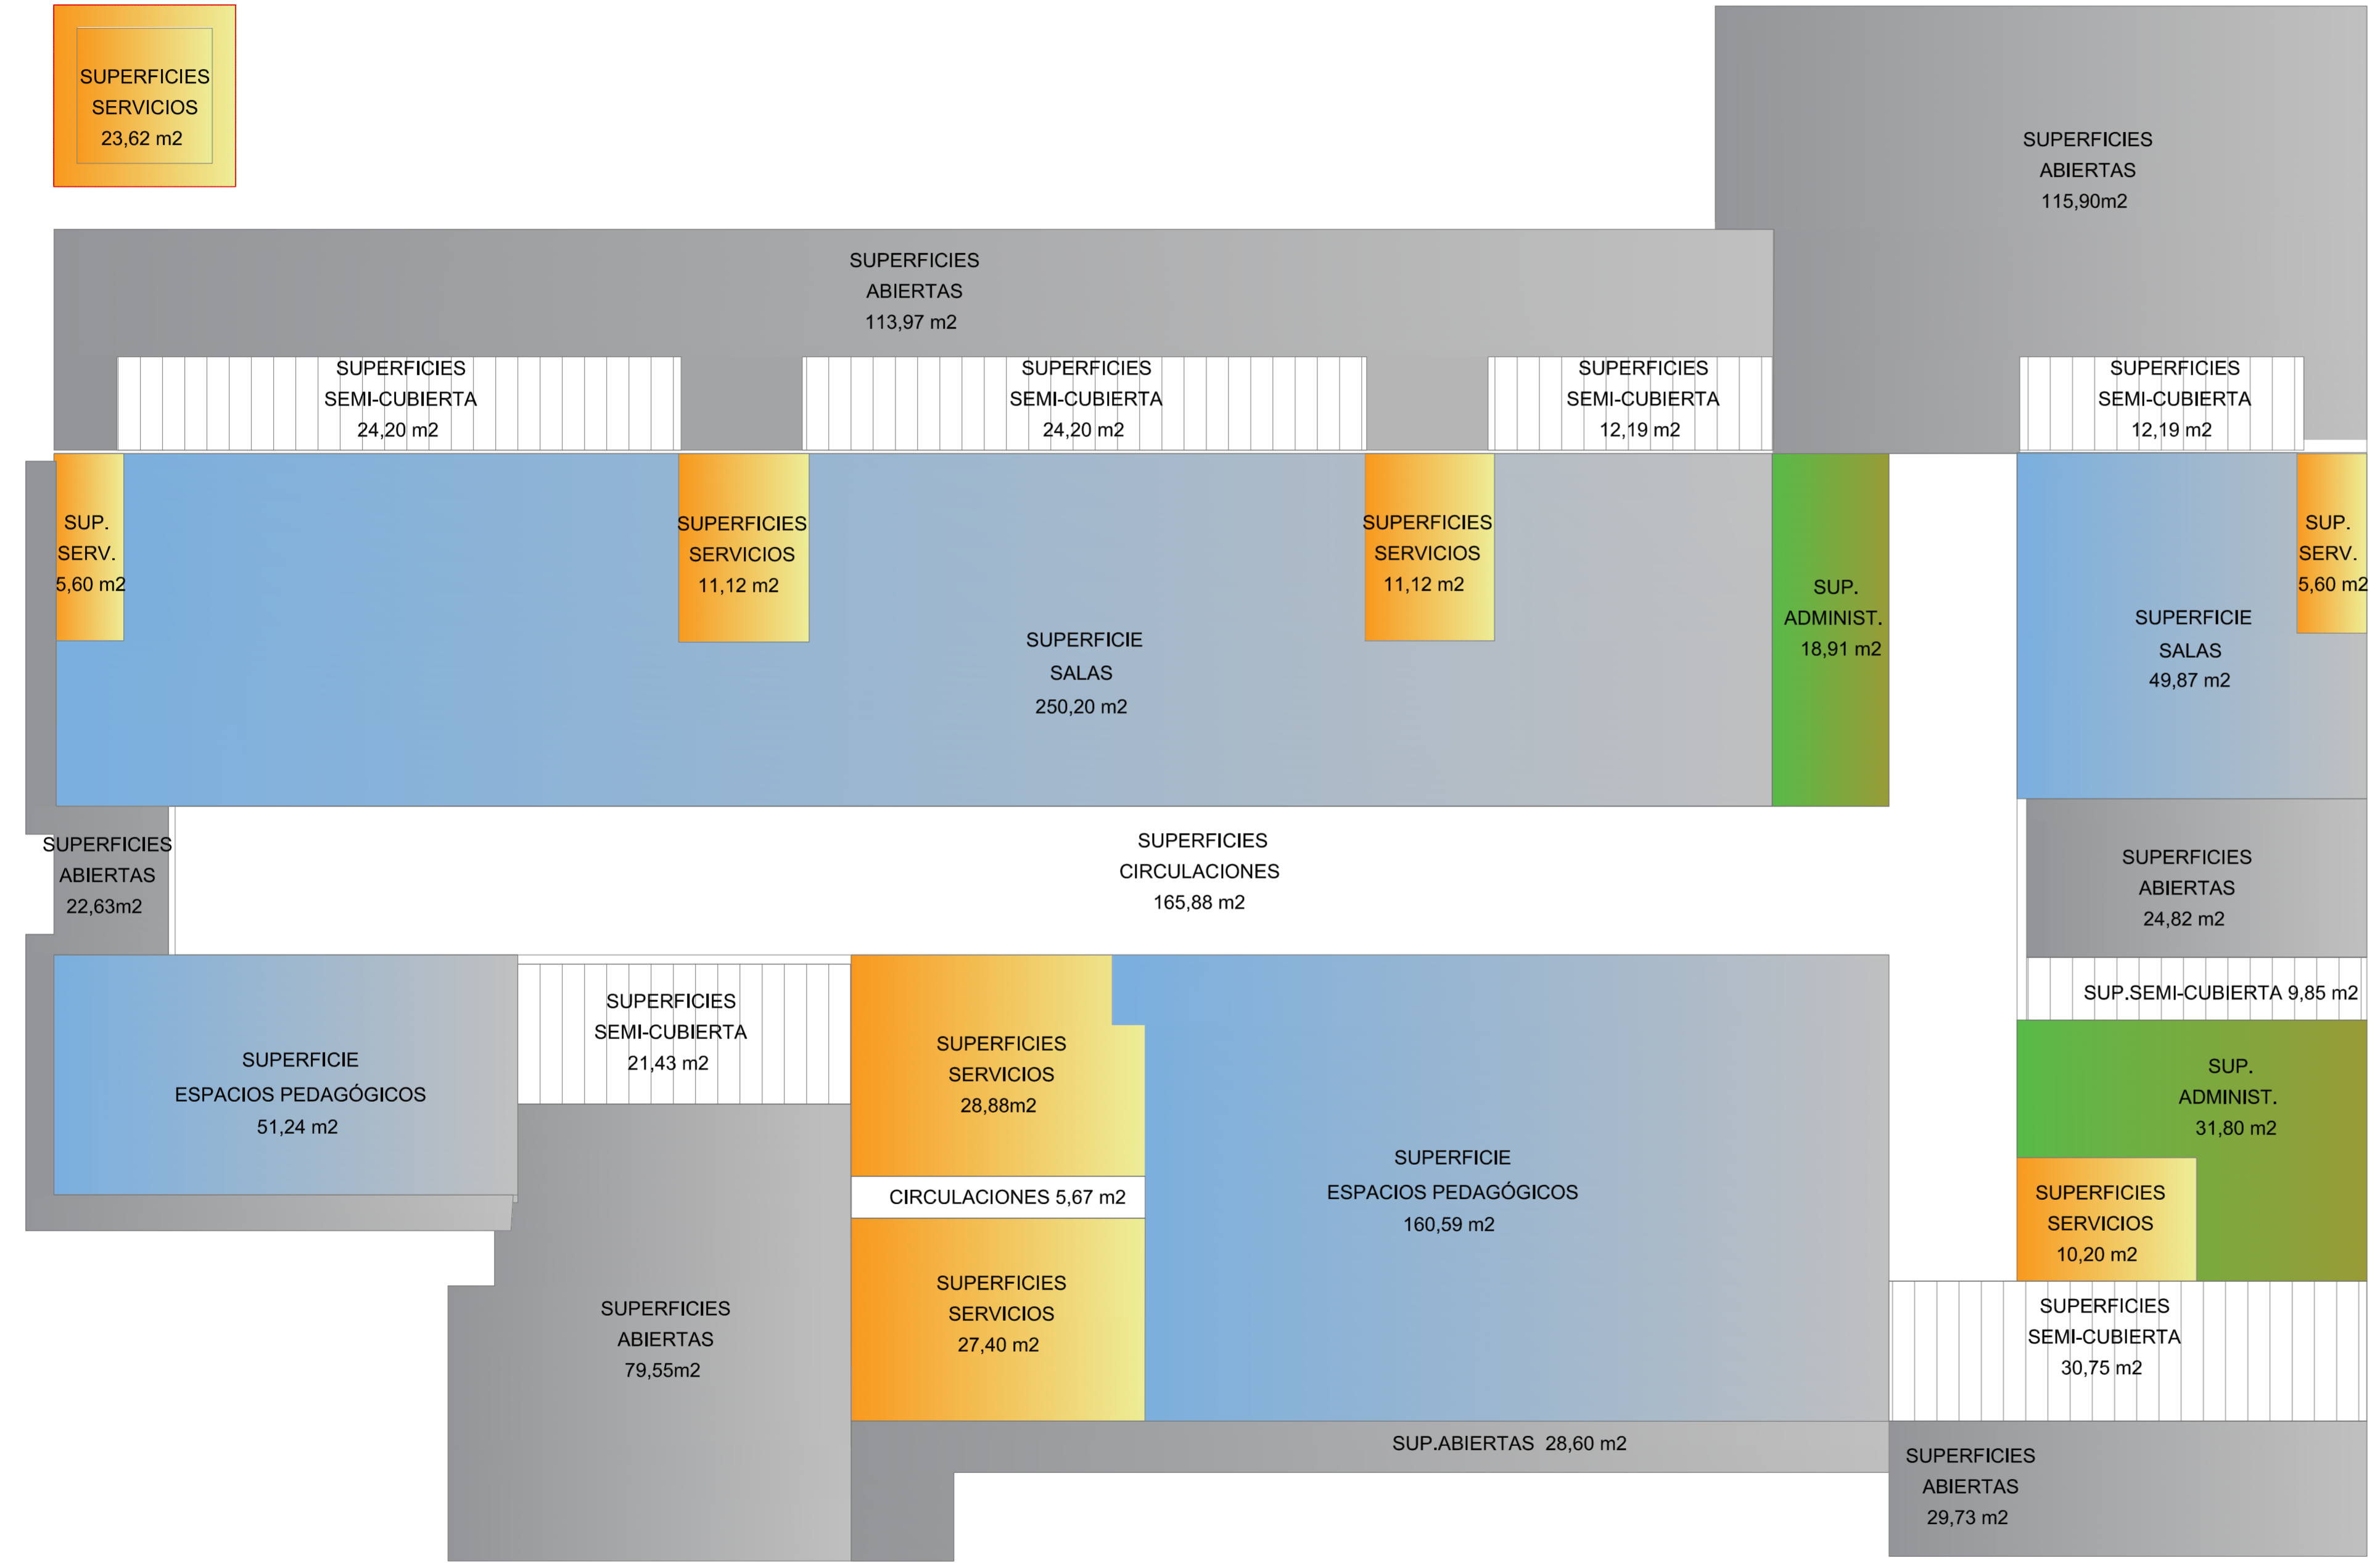 SUPERFICIES
SERVICIOS
23,62 m2
SUPERFICIES
ABIERTAS
115,90m2
SUPERFICIES
ABIERTAS
113,97 m2
SUPERFICIES
SEMI-CUBIERTA
24,20 m2
SUPERFICIES
SEMI-CUBIERTA
24,20 m2
SUPERFICIES
SEMI-CUBIERTA
12,19 m2
SUPERFICIES
SEMI-CUBIERTA
12,19 m2
SUP.
SERV.
5,60 m2
SUPERFICIES
SERVICIOS
11,12 m2
SUPERFICIES
SERVICIOS
11,12 m2
SUP.
ADMINIST.
18,91 m2
SUP.
SERV.
5,60 m2
SUPERFICIE
SALAS
250,20 m2
SUPERFICIE
SALAS
49,87 m2
SUPERFICIES
ABIERTAS
22,63m2
SUPERFICIES
CIRCULACIONES
165,88 m2
SUPERFICIES
ABIERTAS
24,82 m2
SUP.SEMI-CUBIERTA 9,85 m2
SUPERFICIE
ESPACIOS PEDAGÓGICOS
51,24 m2
SUPERFICIES
SEMI-CUBIERTA
21,43 m2
SUPERFICIES
SERVICIOS
28,88m2
SUP.
ADMINIST.
31,80 m2
CIRCULACIONES 5,67 m2
SUPERFICIE
ESPACIOS PEDAGÓGICOS
160,59 m2
SUPERFICIES
SERVICIOS
10,20 m2
SUPERFICIES
ABIERTAS
79,55m2
SUPERFICIES
SERVICIOS
27,40 m2
SUPERFICIES
SEMI-CUBIERTA
30,75 m2
SUP.ABIERTAS 28,60 m2
SUPERFICIES
ABIERTAS
29,73 m2